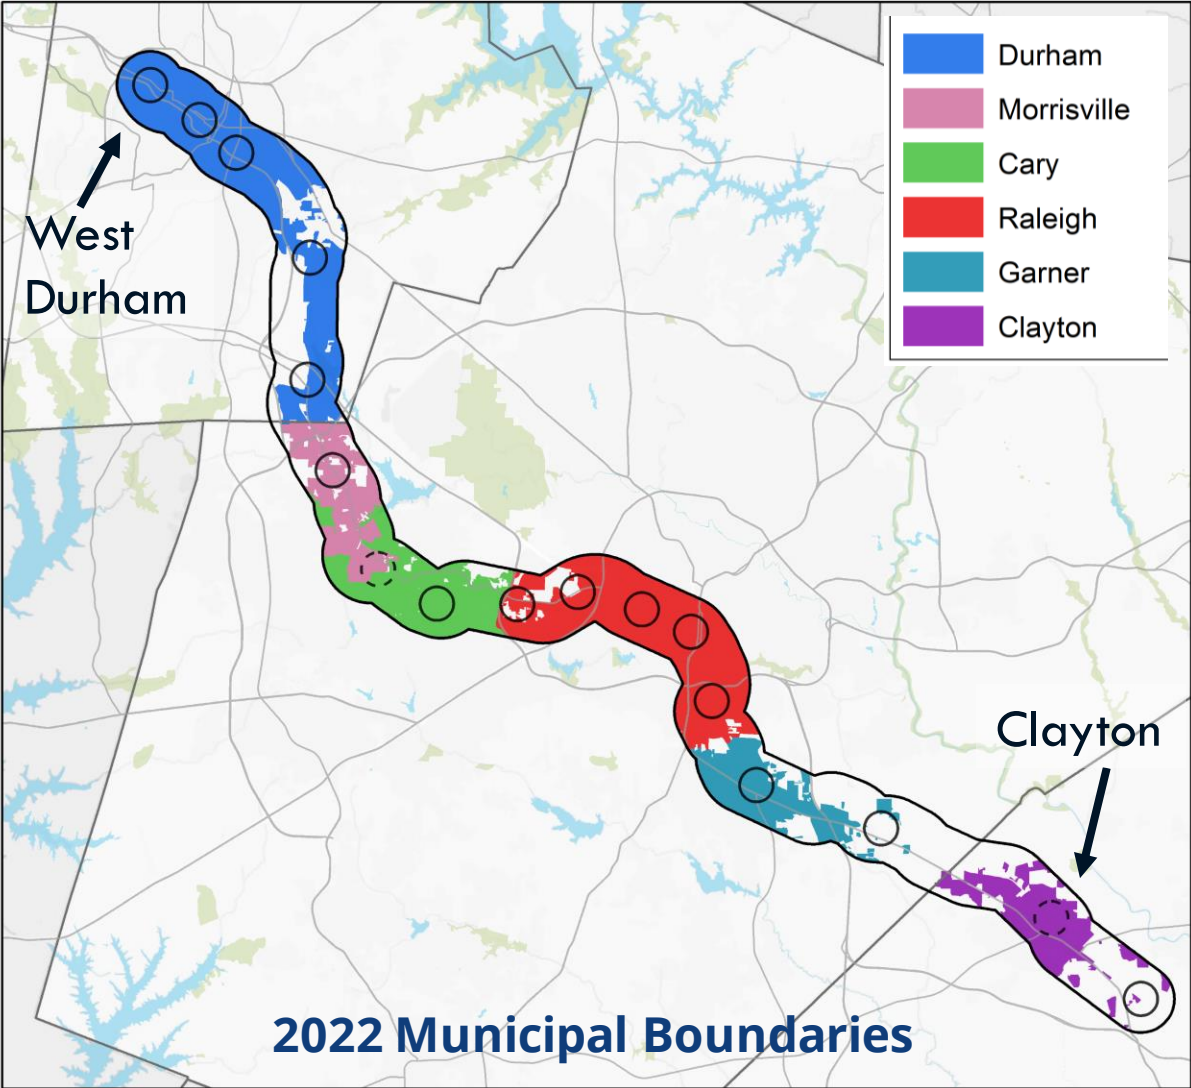 Durham
Morrisville
Cary
Raleigh
Garner
Clayton
West
Durham
Clayton
2022 Municipal Boundaries